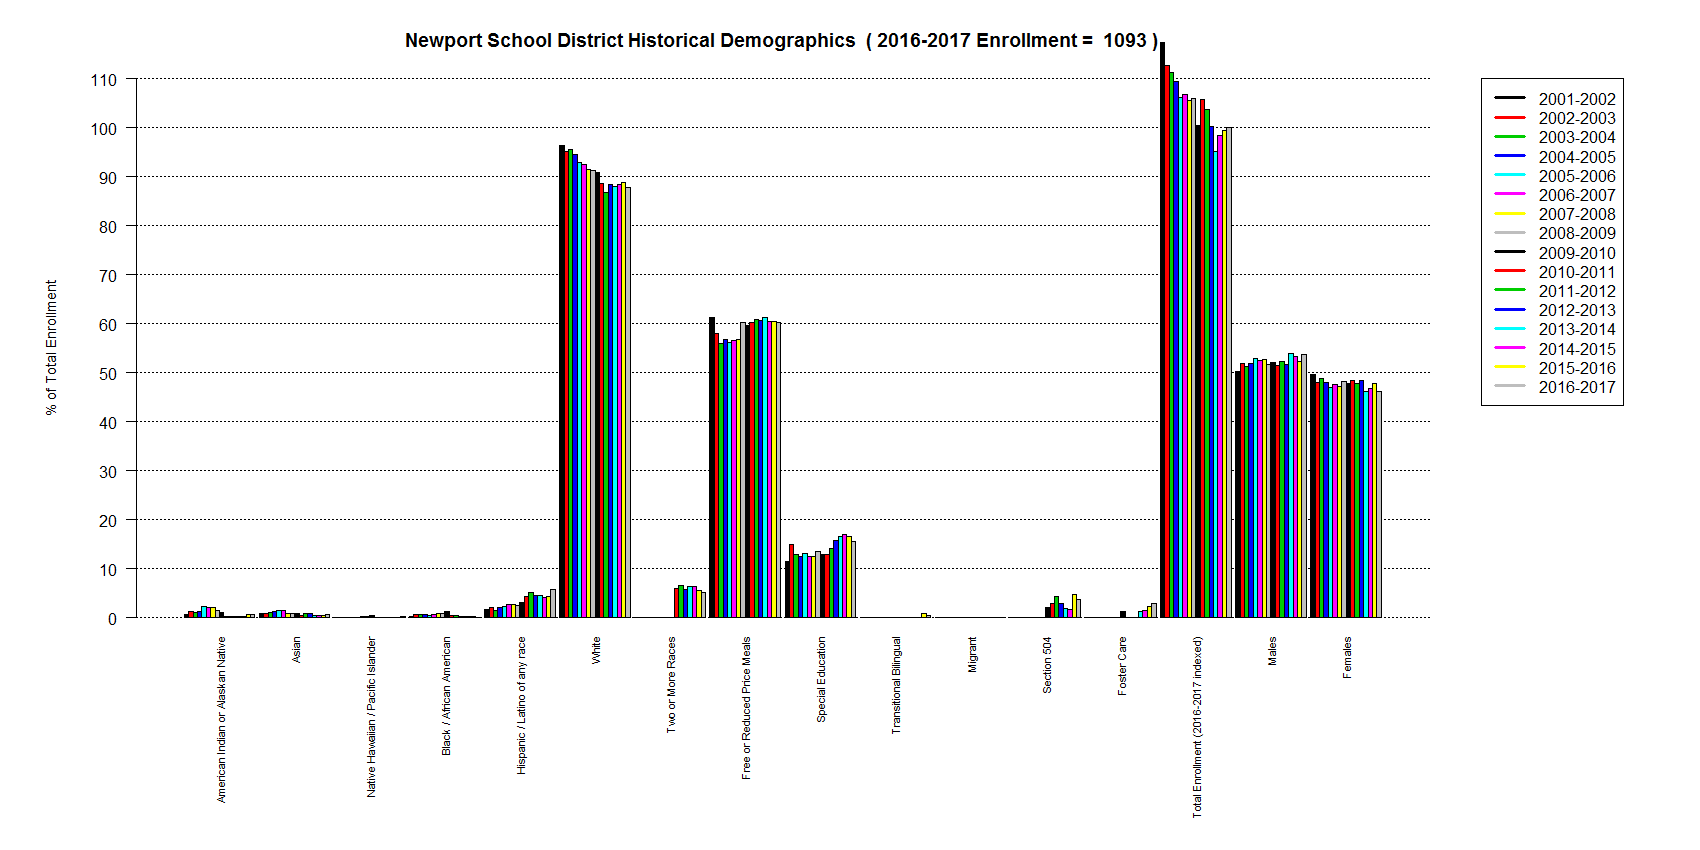 Newport School District Historical Demographics ( 2016-2017 Enrollment = 1093 )
% of Total Enrollment
110
100
90
80
70
60
50
40
30
20
10
0
American Indian or Alaskan Native
Asian
Native Hawaiian / Pacific Islander
Black / African American
Hispanic / Latino of any race
White
Two or More Races
Free or Reduced Price Meals
Special Education
Transitional Bilingual
Migrant
Section 504
Foster Care
Total Enrollment (2016-2017 indexed)
Males
Females
2001-2002
2002-2003
2003-2004
2004-2005
2005-2006
2006-2007
2007-2008
2008-2009
2009-2010
2010-2011
2011-2012
2012-2013
2013-2014
2014-2015
2015-2016
2016-2017